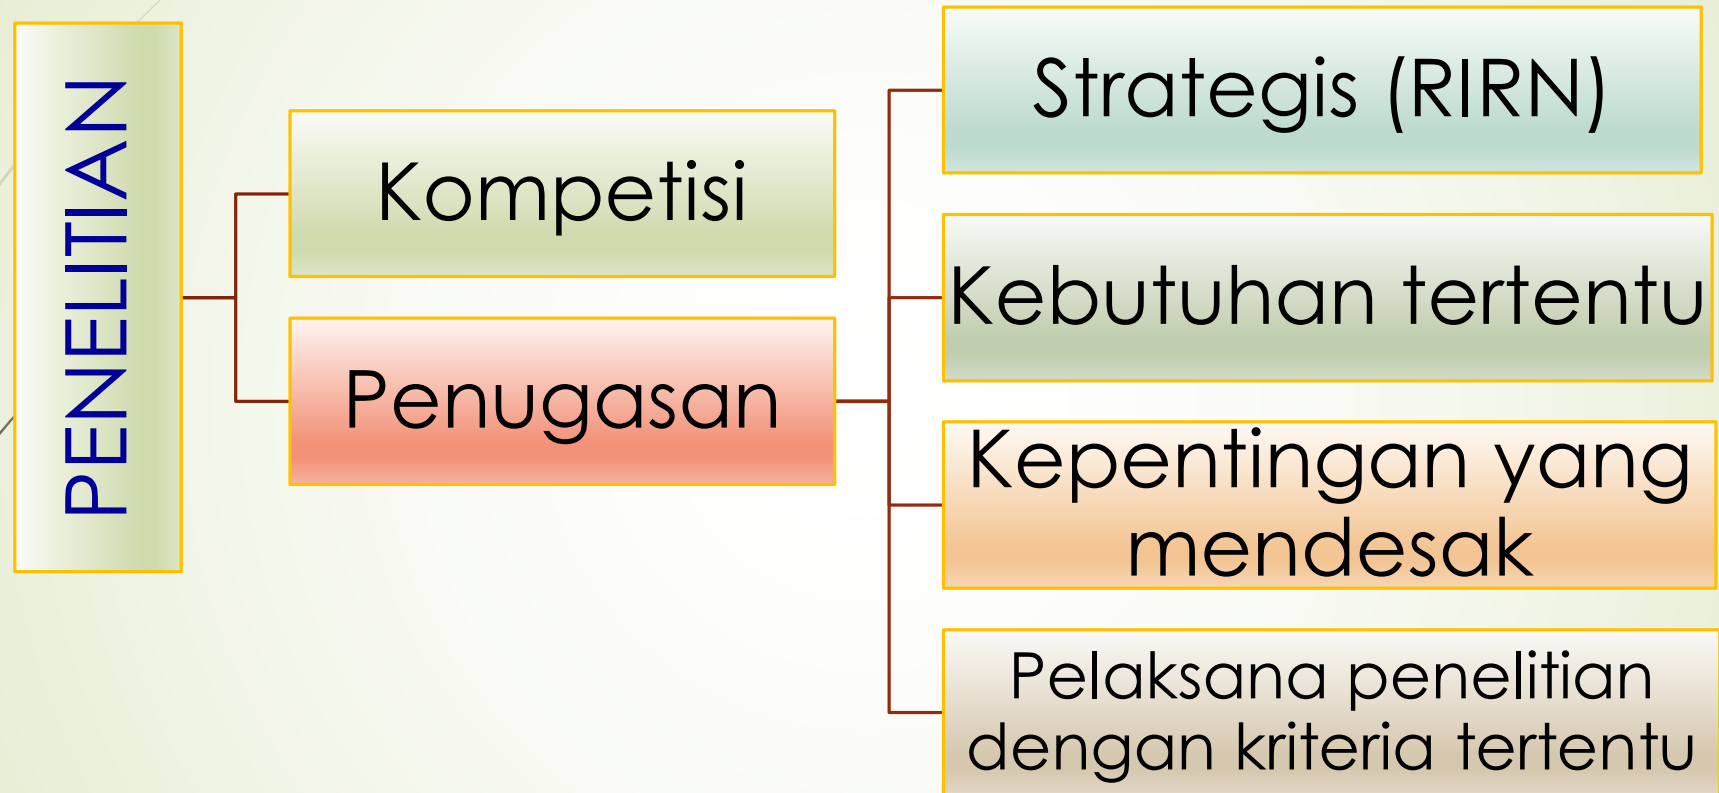 PENELITIAN
Kompetisi
Penugasan
Strategis (RIRN)
Kebutuhan tertentu
Kepentingan yang
mendesak
Pelaksana penelitian
dengan kriteria tertentu